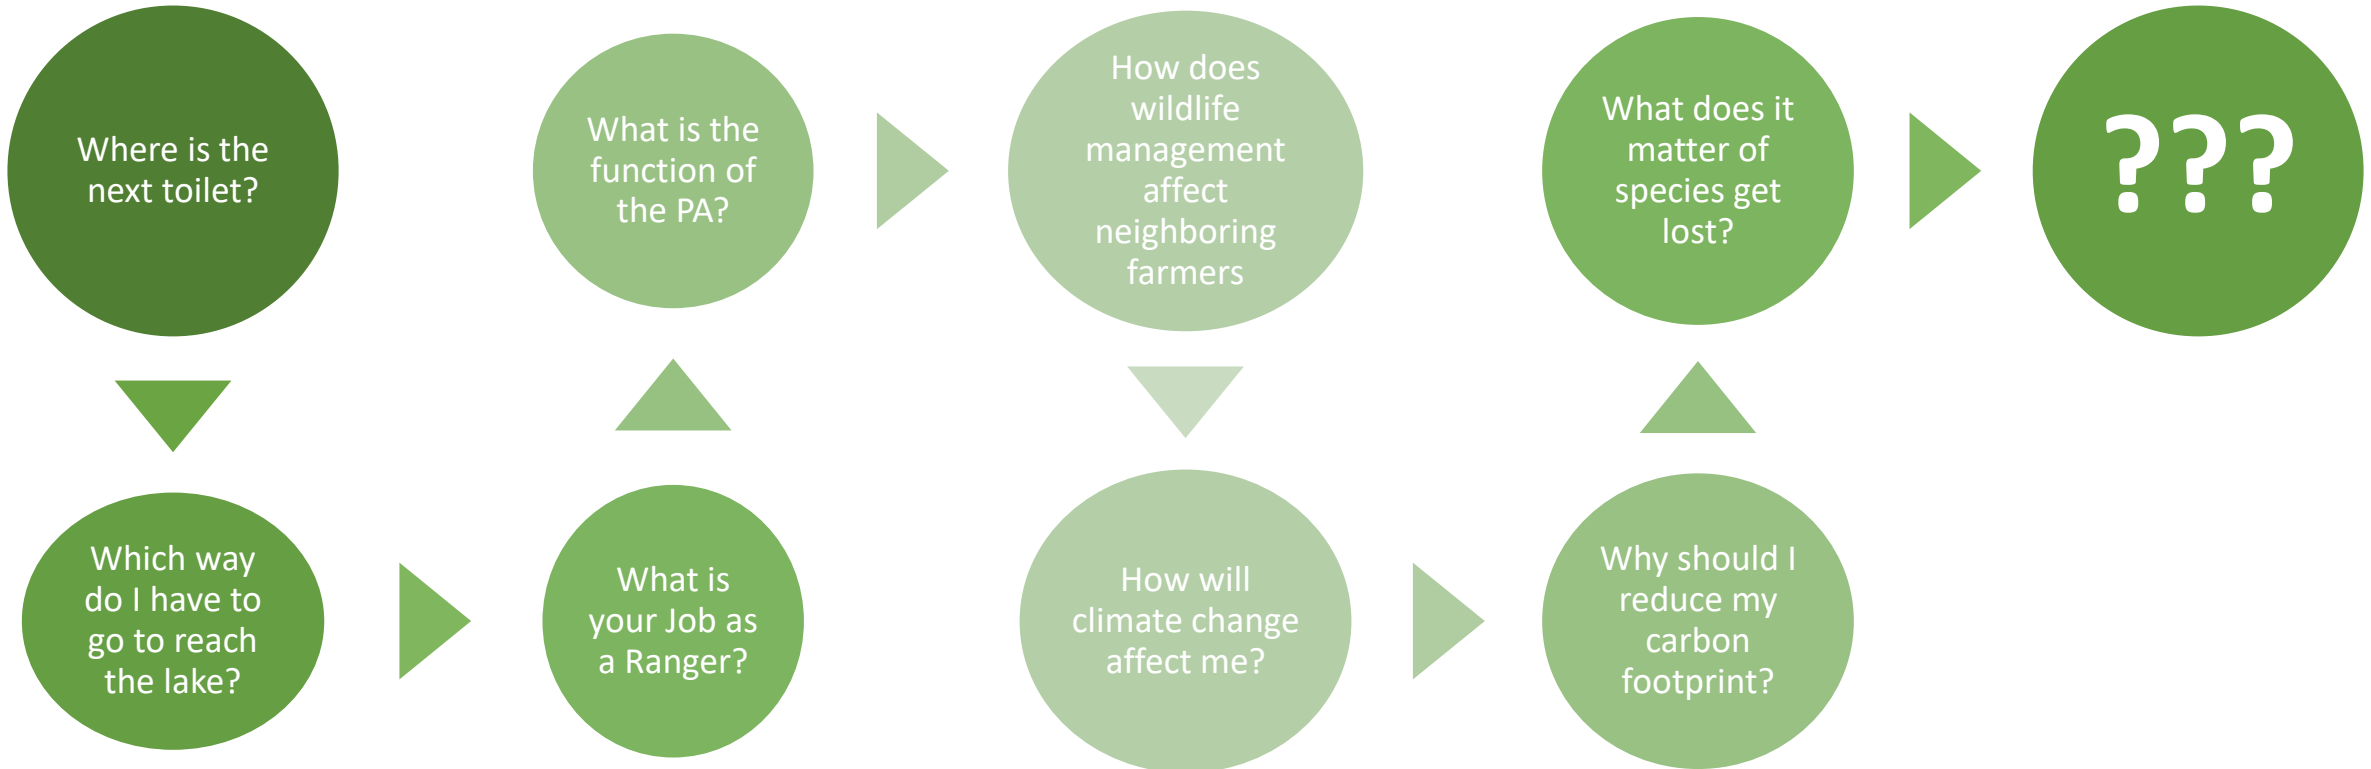 Where is the
next toilet?
Which way
do I have to
go to reach
the lake?
What is
your Job as
a Ranger?
What is the
function of
the PA?
How does
wildlife
management
affect
neighboring
farmers
How will
climate change
affect me?
Why should I
reduce my
carbon
footprint?
What does it
matter of
species get
lost?
???